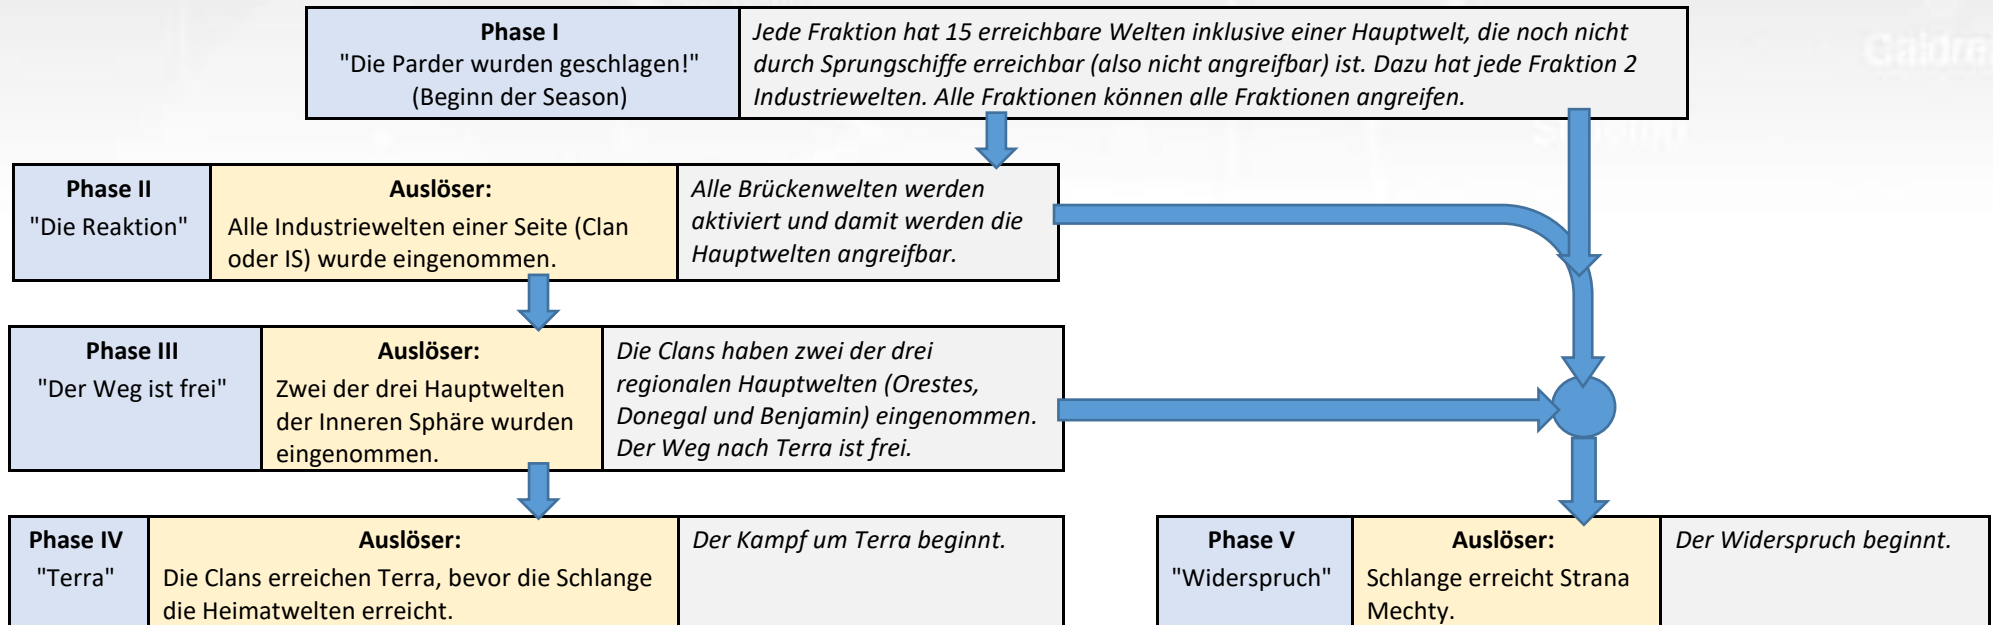 Phase I
"Die Parder wurden geschlagen!"
(Beginn der Season)
Jede Fraktion hat 15 erreichbare Welten inklusive einer Hauptwelt, die noch nicht
durch Sprungschiffe erreichbar (also nicht angreifbar) ist. Dazu hat jede Fraktion 2
Industriewelten. Alle Fraktionen können alle Fraktionen angreifen.
Phase II
"Die Reaktion"
Auslöser:
Alle Industriewelten einer Seite (Clan
oder IS) wurde eingenommen.
Alle Brückenwelten werden
aktiviert und damit werden die
Hauptwelten angreifbar.
Phase III
"Der Weg ist frei"
Auslöser:
Zwei der drei Hauptwelten
der Inneren Sphäre wurden
eingenommen.
Die Clans haben zwei der drei
regionalen Hauptwelten (Orestes,
Donegal und Benjamin) eingenommen.
Der Weg nach Terra ist frei.
Phase IV
"Terra"
Auslöser:
Die Clans erreichen Terra, bevor die Schlange
die Heimatwelten erreicht.
Der Kampf um Terra beginnt.
Phase V
"Widerspruch"
Auslöser:
Schlange erreicht Strana
Mechty.
Der Widerspruch beginnt.